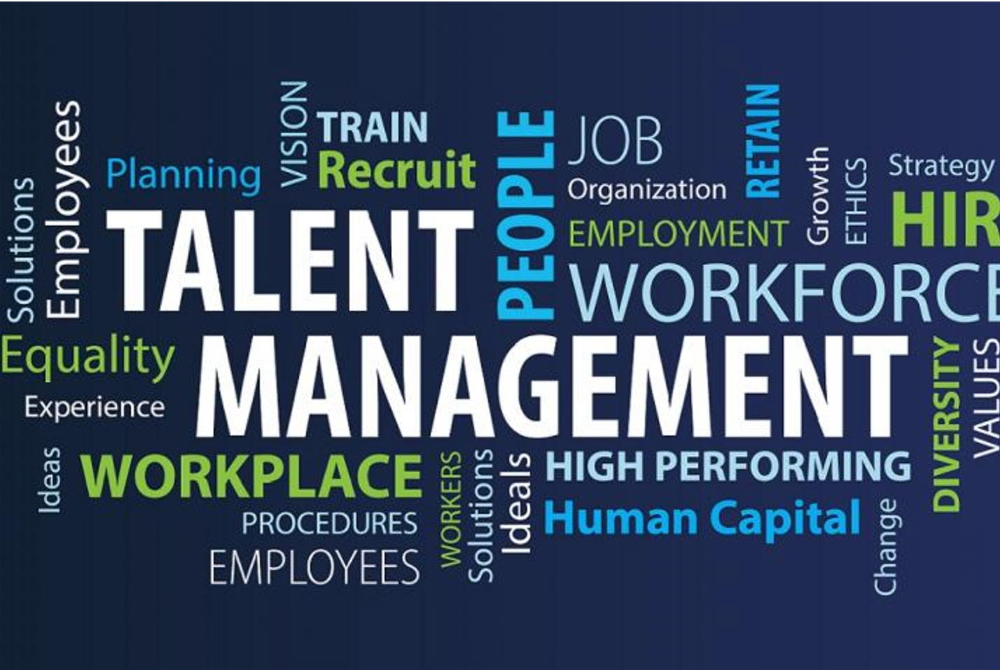 Solutions
Employees
Planning
VISION
TRAIN
Recruit
TALENT
PEOPLE
JOB
Organization
EMPLOYMENT
RETAIN
Growth
ETHICS
Strategy
HIR
WORKFORCE
Equality
Experience
MANAGEMENT
DIVERSITY
VALUES
Ideas
WORKPLACE
PROCEDURES
EMPLOYEES
WORKERS
Solutions
Ideals
HIGH PERFORMING
Human Capital
Change